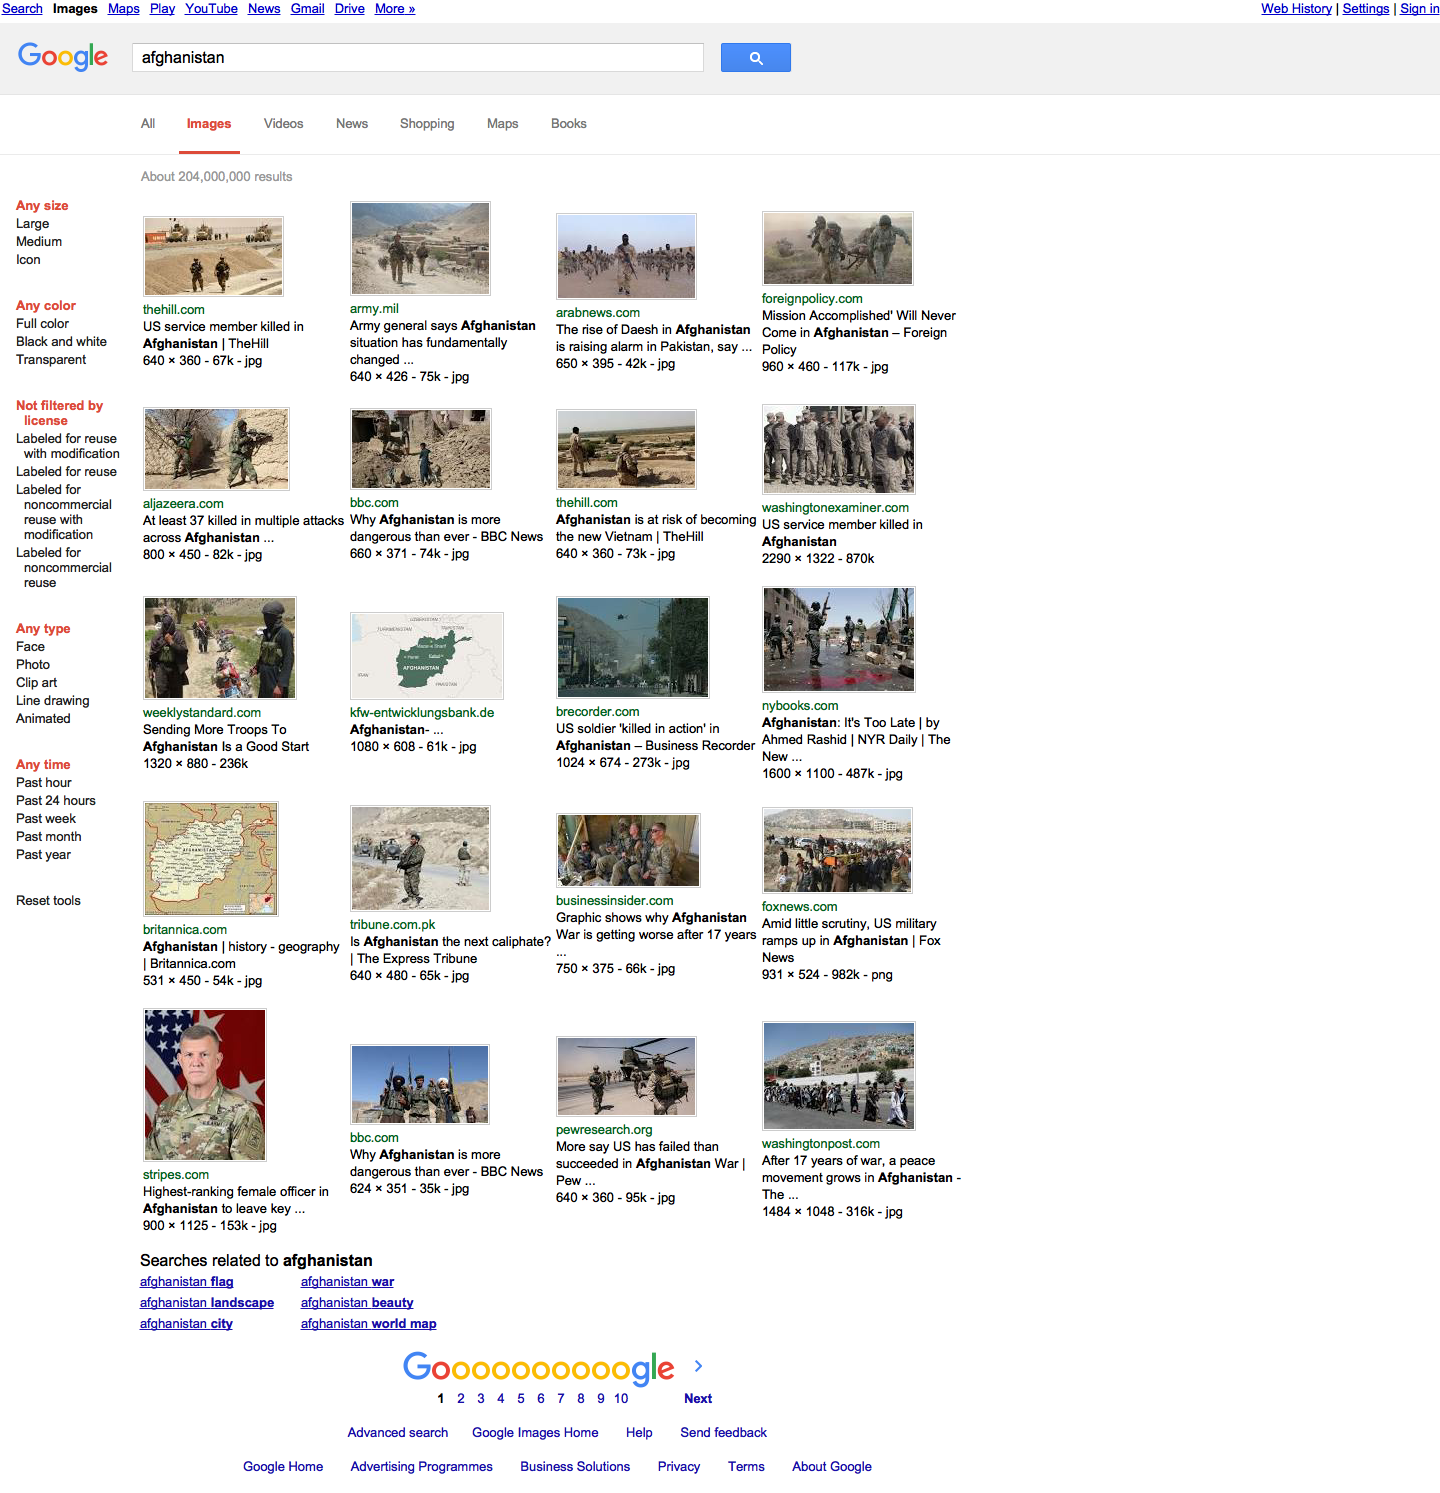 Search Images Maps Play YouTube News Gmail Drive More »
Web History | Settings | Sign in
Google
afghanistan
All Images Videos News Shopping Maps Books
About 204,000,000 results
Any size
Large
Medium
Icon
Any color
Full color
Black and white
Transparent
Not filtered by
license
Labeled for reuse
with modification
Labeled for reuse
Labeled for
noncommercial
reuse with
modification
Labeled for
noncommercial
reuse
Any type
Face
Photo
Clip art
Line drawing
Animated
Any time
Past hour
Past 24 hours
Past week
Past month
Past year
Reset tools
thehill.com
US service member killed in
Afghanistan | TheHill
640 × 360 - 67k - jpg
army.mil
Army general says Afghanistan
situation has fundamentally
changed ...
640 × 426 - 75k - jpg
arabnews.com
The rise of Daesh in Afghanistan
is raising alarm in Pakistan, say ...
650 × 395 - 42k - jpg
foreignpolicy.com
Mission Accomplished' Will Never
Come in Afghanistan – Foreign
Policy
960 × 460 - 117k - jpg
aljazeera.com
At least 37 killed in multiple attacks
across Afghanistan ...
800 × 450 - 82k - jpg
bbc.com
Why Afghanistan is more
dangerous than ever - BBC News
660 × 371 - 74k - jpg
thehill.com
Afghanistan is at risk of becoming
the new Vietnam | TheHill
640 × 360 - 73k - jpg
washingtonexaminer.com
US service member killed in
Afghanistan
2290 × 1322 - 870k
weeklystandard.com
Sending More Troops To
Afghanistan Is a Good Start
1320 × 880 - 236k
UZBEKISTAN
TURKMENISTAN
TAJIKISTAN
Mazar-e Sharif
Herat
Kabul
AFGHANISTAN
IRAN
PAKISTAN
kfw-entwicklungsbank.de
Afghanistan- ...
1080 × 608 - 61k - jpg
brecorder.com
US soldier 'killed in action' in
Afghanistan – Business Recorder
1024 × 674 - 273k - jpg
nybooks.com
Afghanistan: It's Too Late | by
Ahmed Rashid | NYR Daily | The
New ...
1600 × 1100 - 487k - jpg
AFGHANISTAN
britannica.com
Afghanistan | history - geography
| Britannica.com
531 × 450 - 54k - jpg
tribune.com.pk
Is Afghanistan the next caliphate?
| The Express Tribune
640 × 480 - 65k - jpg
businessinsider.com
Graphic shows why Afghanistan
War is getting worse after 17 years
...
750 × 375 - 66k - jpg
foxnews.com
Amid little scrutiny, US military
ramps up in Afghanistan | Fox
News
931 × 524 - 982k - png
stripes.com
Highest-ranking female officer in
Afghanistan to leave key ...
900 × 1125 - 153k - jpg
bbc.com
Why Afghanistan is more
dangerous than ever - BBC News
624 × 351 - 35k - jpg
pewresearch.org
More say US has failed than
succeeded in Afghanistan War |
Pew ...
640 × 360 - 95k - jpg
washingtonpost.com
After 17 years of war, a peace
movement grows in Afghanistan -
The ...
1484 × 1048 - 316k - jpg
Searches related to afghanistan
afghanistan flag afghanistan war
afghanistan landscape afghanistan beauty
afghanistan city afghanistan world map
Goooooooooogle
1 2 3 4 5 6 7 8 9 10 Next
Advanced search Google Images Home Help Send feedback
Google Home Advertising Programmes Business Solutions Privacy Terms About Google